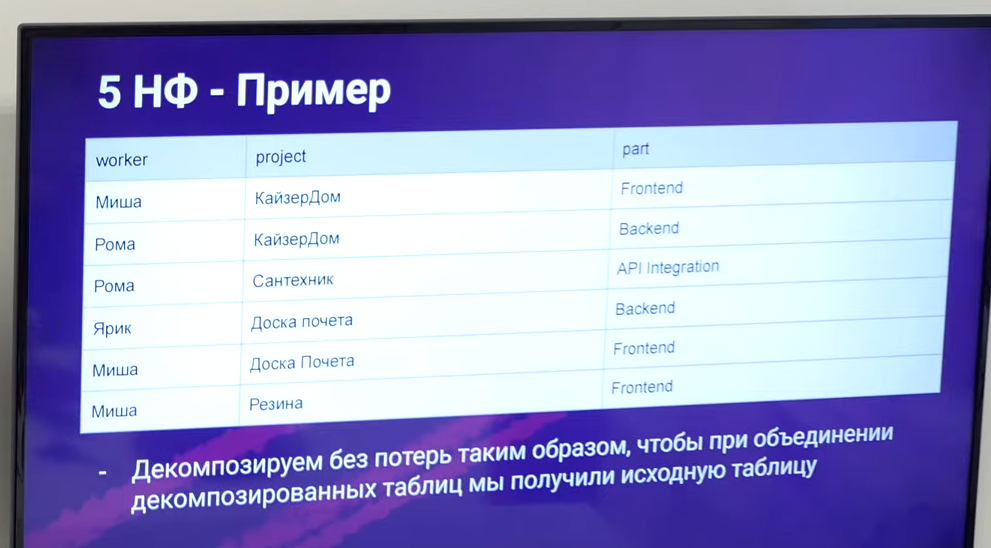 5 НФ - Пример
worker project part
Миша КайзерДом Frontend
Рома КайзерДом Backend
Рома Сантехник API Integration
Ярик Доска почета Backend
Миша Доска Почета Frontend
Миша Резина Frontend
- Декомпозируем без потерь таким образом, чтобы при объединении
декомпозированных таблиц мы получили исходную таблицу